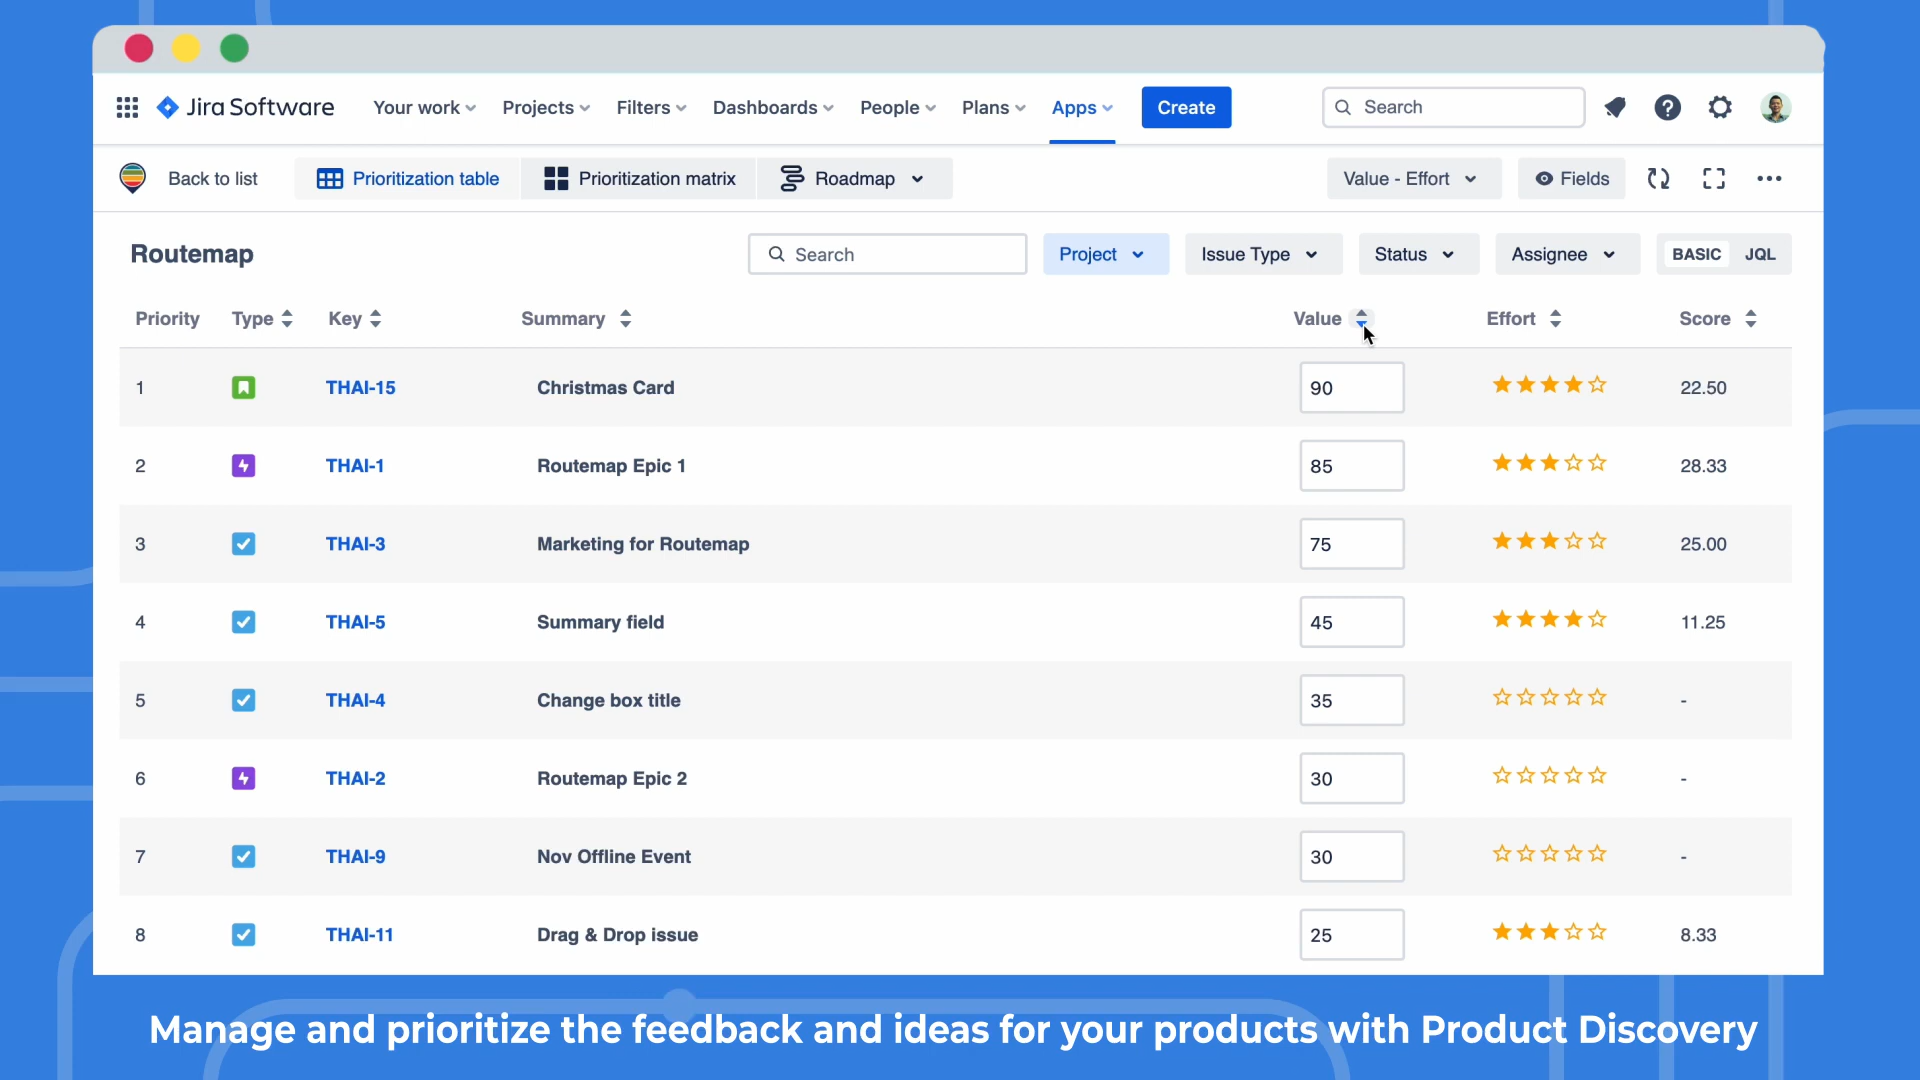 Jira Software Your work Projects Filters Dashboards People Plans Apps Create Search
Back to list Prioritization table Prioritization matrix Roadmap Value - Effort Fields
Routemap Search Project Issue Type Status Assignee BASIC JQL
Priority Type Key Summary Value Effort Score
1 THAI-15 Christmas Card 90 22.50
2 THAI-1 Routemap Epic 1 85 28.33
3 THAI-3 Marketing for Routemap 75 25.00
4 THAI-5 Summary field 45 11.25
5 THAI-4 Change box title 35 -
6 THAI-2 Routemap Epic 2 30 -
7 THAI-9 Nov Offline Event 30 -
8 THAI-11 Drag & Drop issue 25 8.33
Manage and prioritize the feedback and ideas for your products with Product Discovery